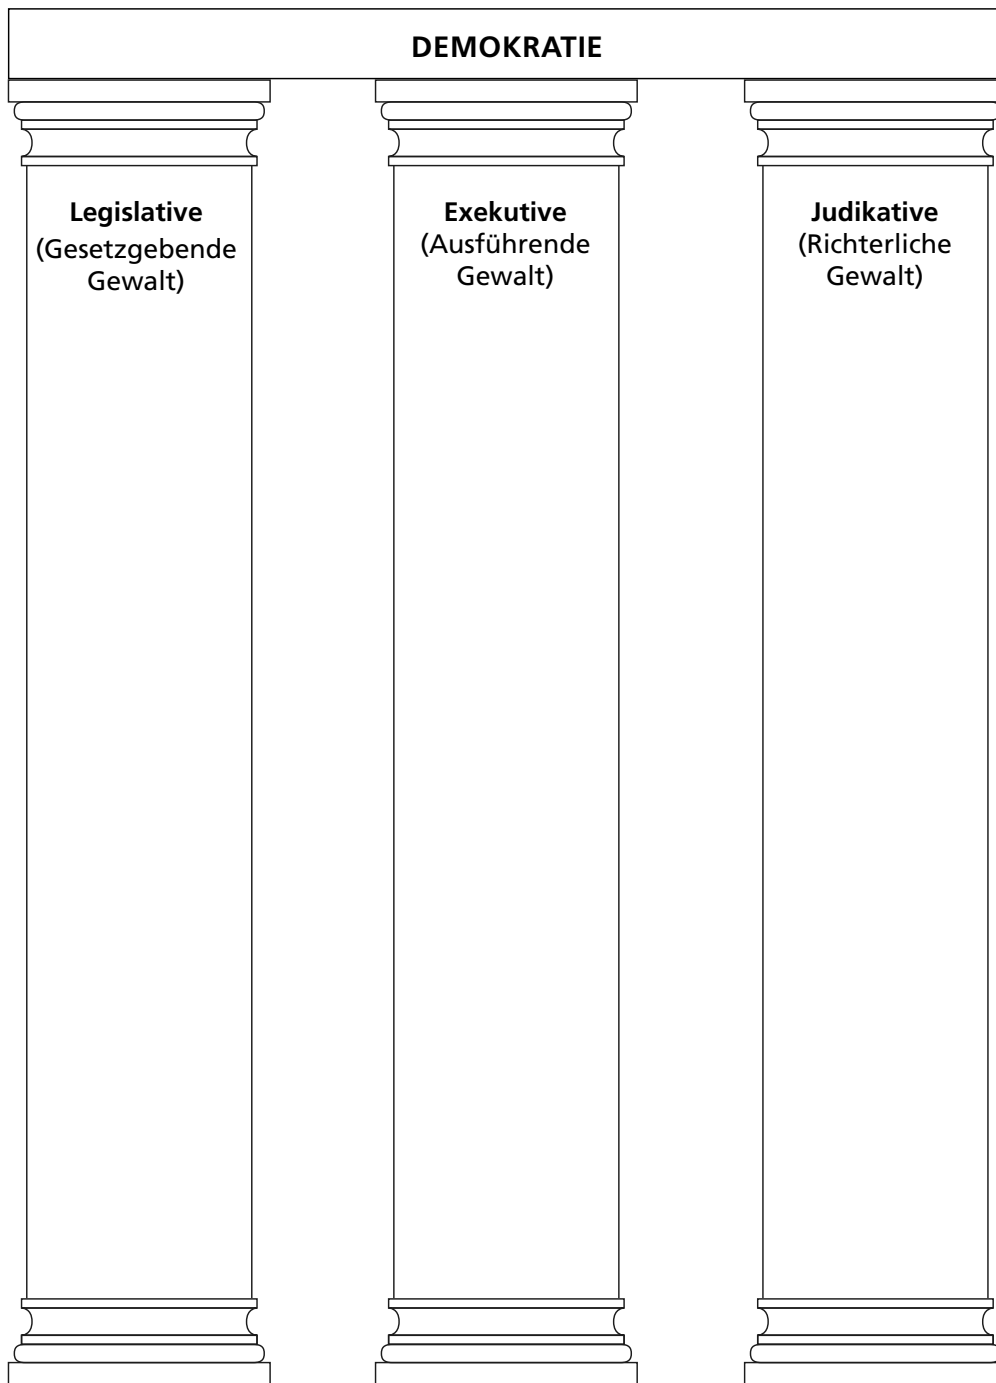 DEMOKRATIE
Legislative
(Gesetzgebende
Gewalt)
Exekutive
(Ausführende
Gewalt)
Judikative
(Richterliche
Gewalt)